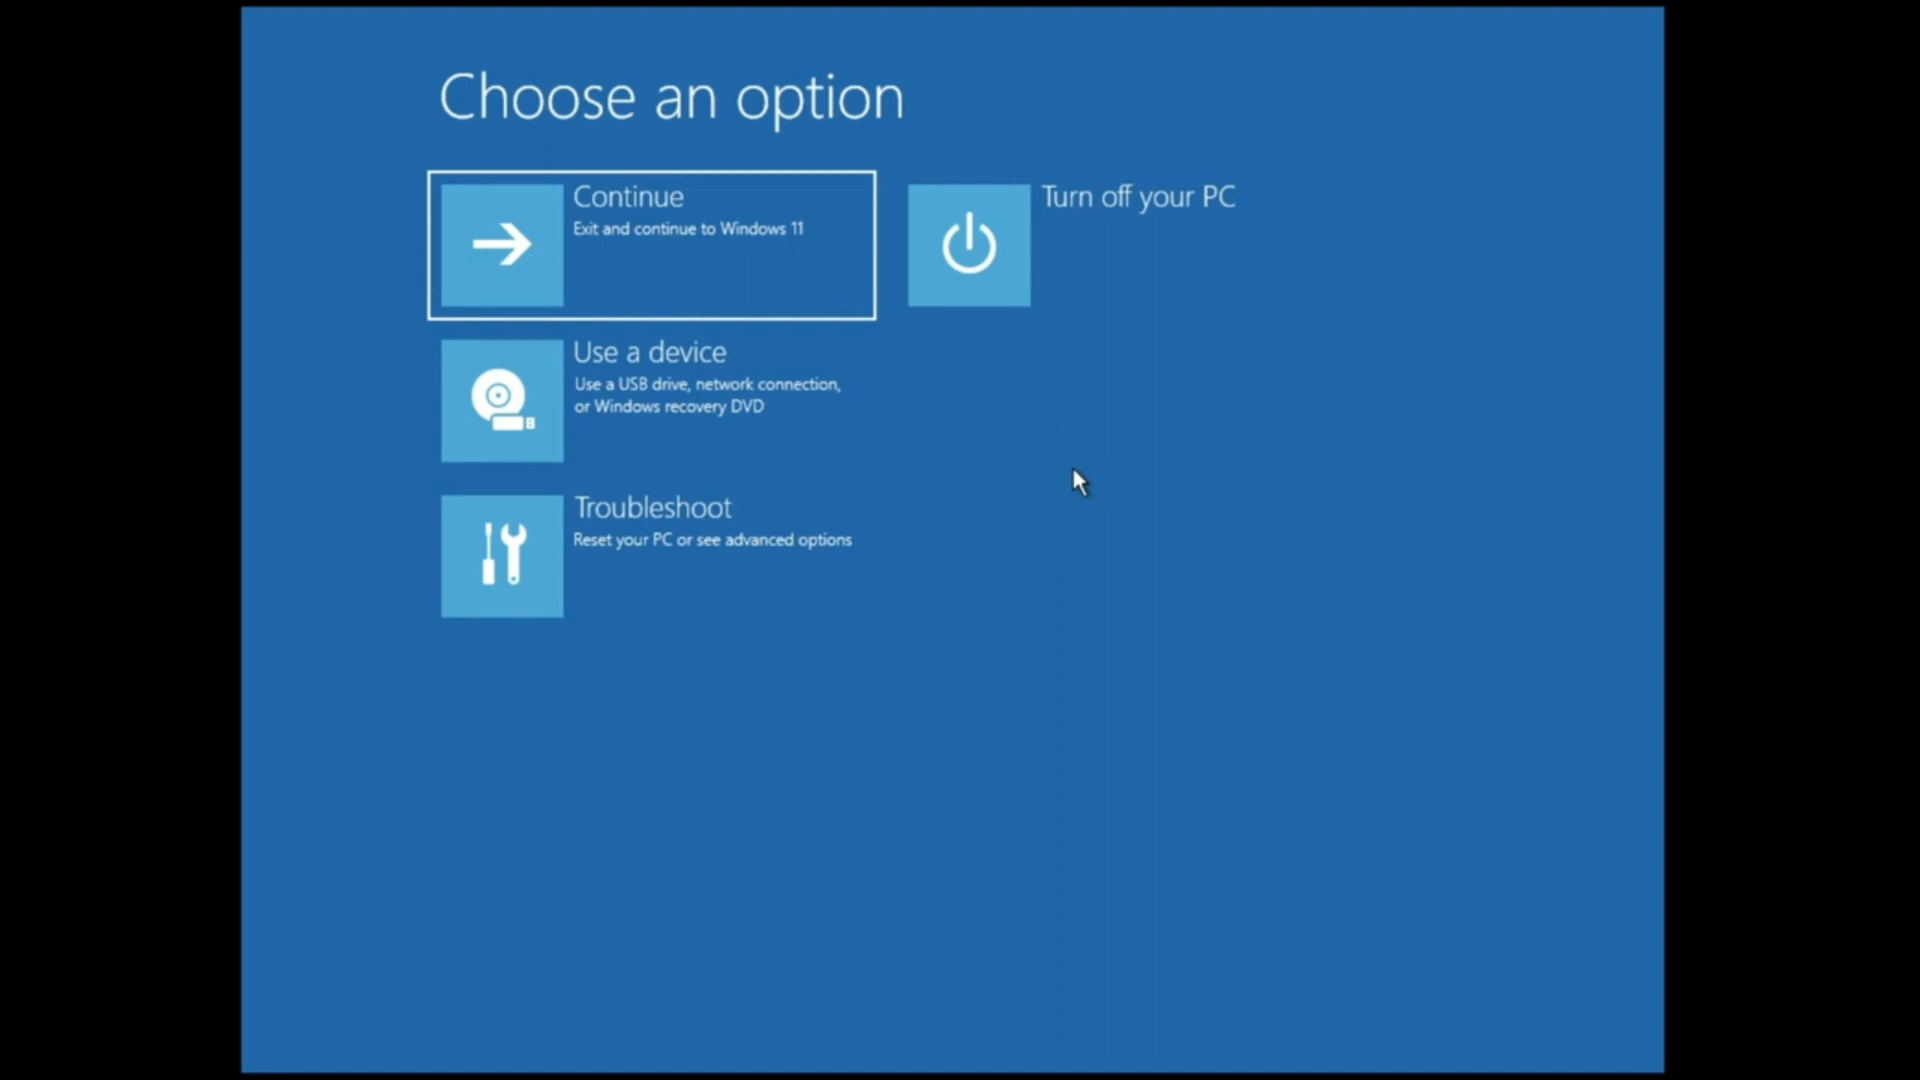 Choose an option
Continue
Exit and continue to Windows 11
Turn off your PC
Use a device
Use a USB drive, network connection,
or Windows recovery DVD
Troubleshoot
Reset your PC or see advanced options